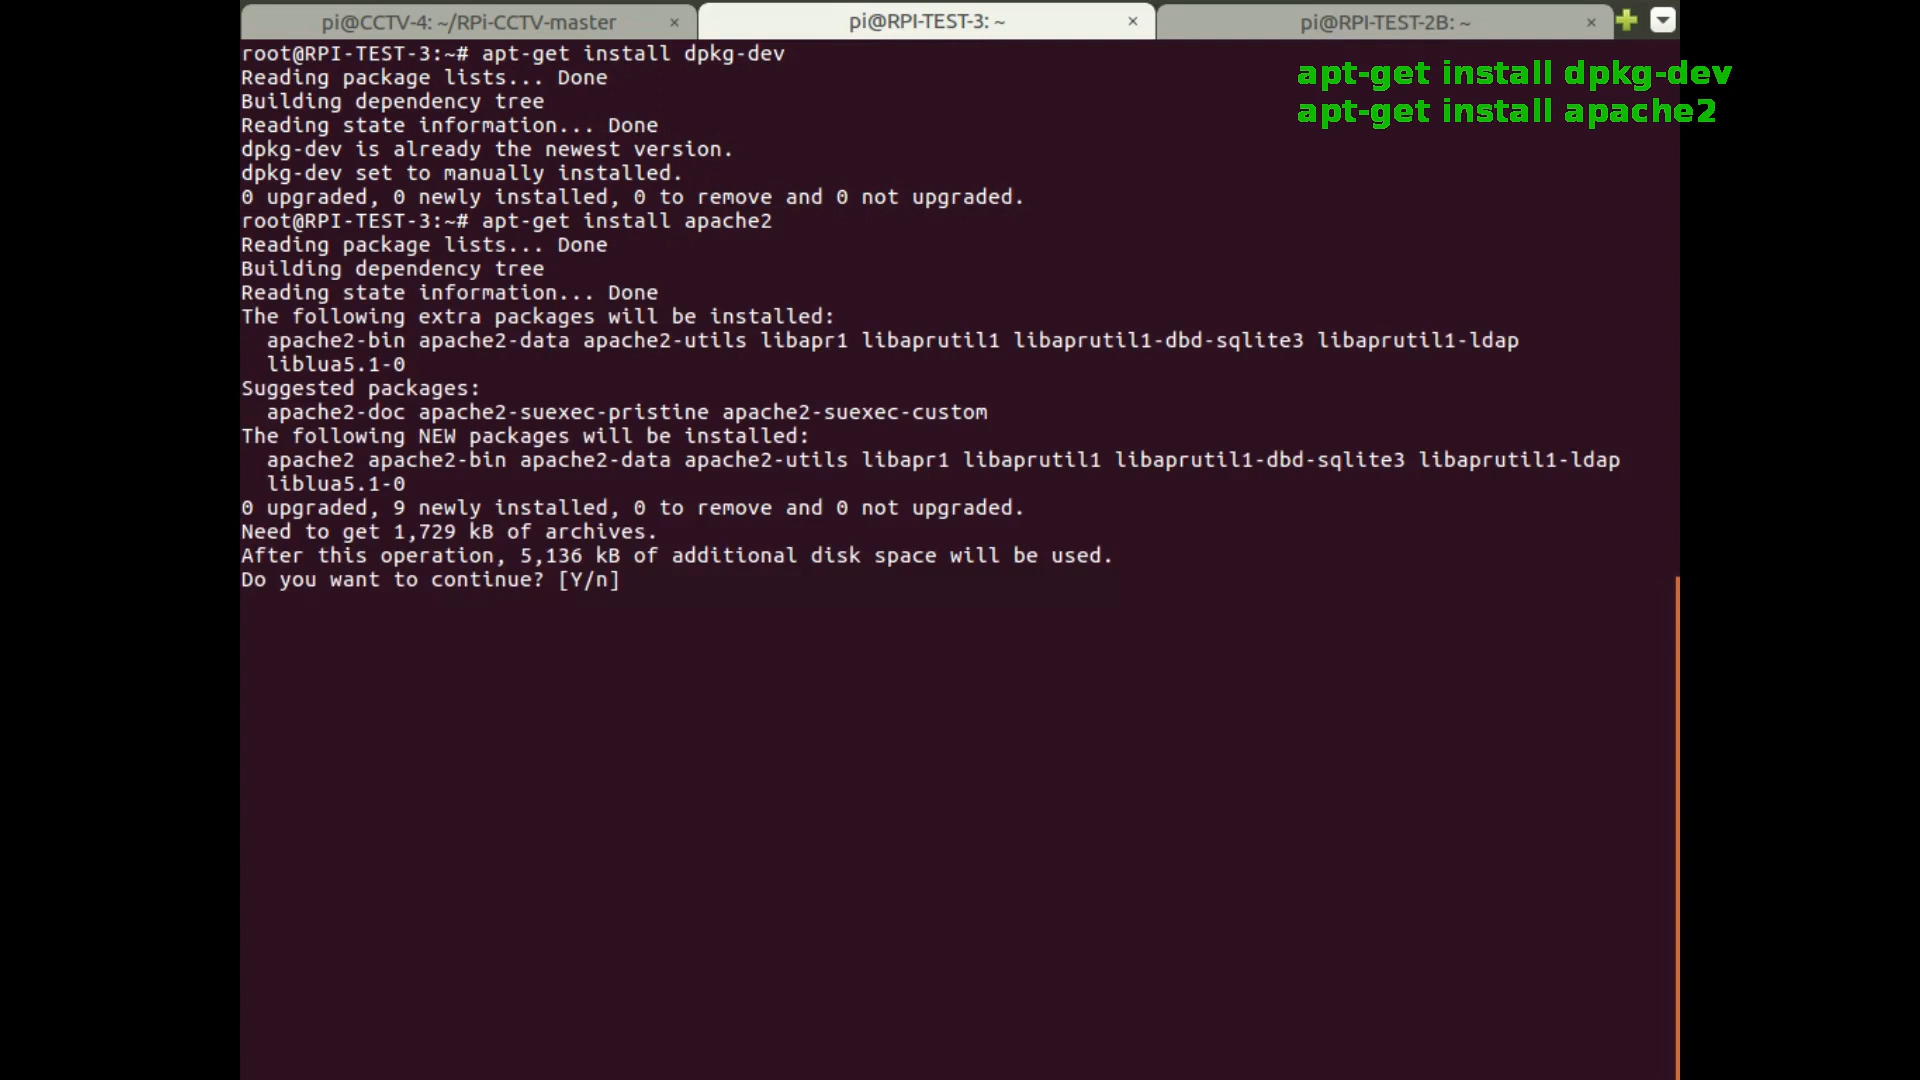 pi@CCTV-4: ~/RPi-CCTV-master × pi@RPI-TEST-3: ~ × pi@RPI-TEST-2B: ~ ×
root@RPI-TEST-3:~# apt-get install dpkg-dev
Reading package lists... Done
Building dependency tree
Reading state information... Done
dpkg-dev is already the newest version.
dpkg-dev set to manually installed.
0 upgraded, 0 newly installed, 0 to remove and 0 not upgraded.
root@RPI-TEST-3:~# apt-get install apache2
Reading package lists... Done
Building dependency tree
Reading state information... Done
The following extra packages will be installed:
  apache2-bin apache2-data apache2-utils libapr1 libaprutil1 libaprutil1-dbd-sqlite3 libaprutil1-ldap
  liblua5.1-0
Suggested packages:
  apache2-doc apache2-suexec-pristine apache2-suexec-custom
The following NEW packages will be installed:
  apache2 apache2-bin apache2-data apache2-utils libapr1 libaprutil1 libaprutil1-dbd-sqlite3 libaprutil1-ldap
  liblua5.1-0
0 upgraded, 9 newly installed, 0 to remove and 0 not upgraded.
Need to get 1,729 kB of archives.
After this operation, 5,136 kB of additional disk space will be used.
Do you want to continue? [Y/n]
apt-get install dpkg-dev
apt-get install apache2